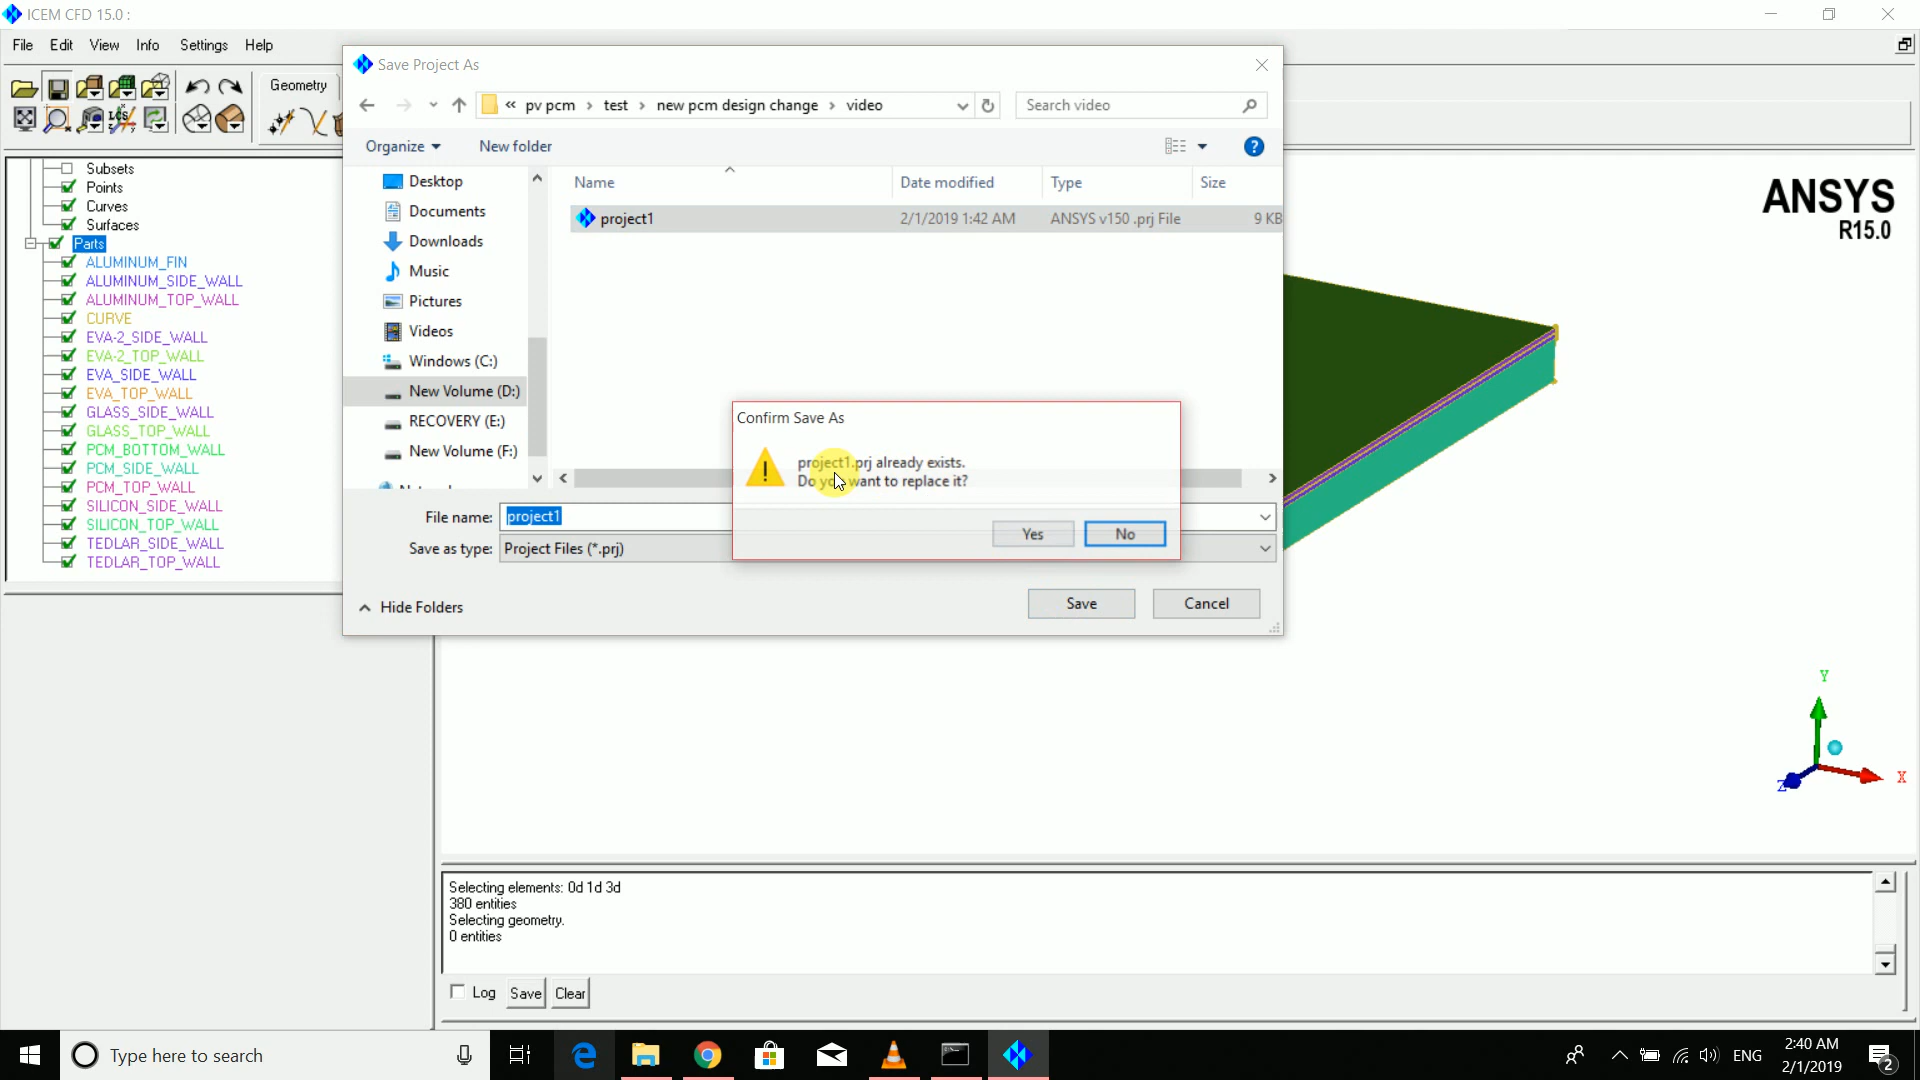 ICEM CFD 15.0 :
File Edit View Info Settings Help
Geometry
Subsets
Points
Curves
Surfaces
Parts
ALUMINUM_FIN
ALUMINUM_SIDE_WALL
ALUMINUM_TOP_WALL
CURVE
EVA-2_SIDE_WALL
EVA-2_TOP_WALL
EVA_SIDE_WALL
EVA_TOP_WALL
GLASS_SIDE_WALL
GLASS_TOP_WALL
PCM_BOTTOM_WALL
PCM_SIDE_WALL
PCM_TOP_WALL
SILICON_SIDE_WALL
SILICON_TOP_WALL
TEDLAR_SIDE_WALL
TEDLAR_TOP_WALL
Save Project As
« pv pcm › test › new pcm design change › video
Search video
Organize New folder
Desktop
Documents
Downloads
Music
Pictures
Videos
Windows (C:)
New Volume (D:)
RECOVERY (E:)
New Volume (F:)
Name Date modified Type Size
project1 2/1/2019 1:42 AM ANSYS v150 .prj File 9 KB
Confirm Save As
project1.prj already exists.
Do you want to replace it?
Yes No
File name: project1
Save as type: Project Files (*.prj)
Hide Folders
Save Cancel
ANSYS
R15.0
Y
X
Z
Selecting elements: 0d 1d 3d
380 entities
Selecting geometry.
0 entities
Log Save Clear
Type here to search
ENG
2:40 AM
2/1/2019
2